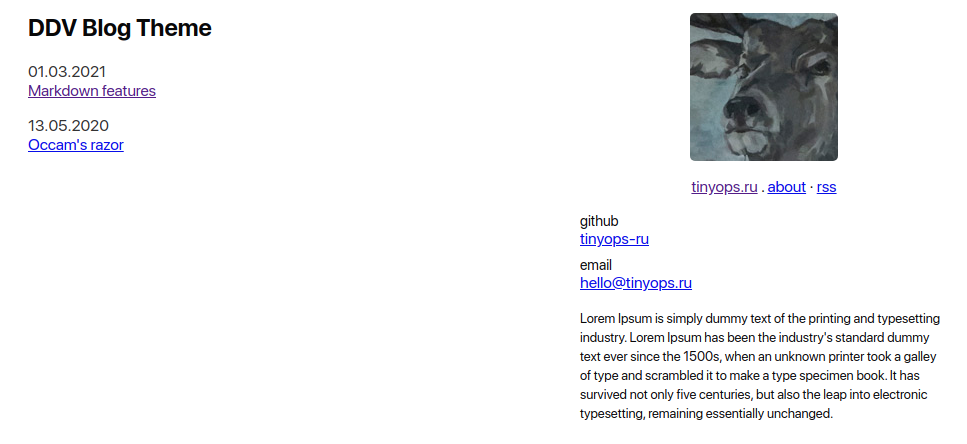 DDV Blog Theme
01.03.2021
Markdown features
13.05.2020
Occam's razor
tinyops.ru . about · rss
github
tinyops-ru
email
hello@tinyops.ru
Lorem Ipsum is simply dummy text of the printing and typesetting
industry. Lorem Ipsum has been the industry's standard dummy
text ever since the 1500s, when an unknown printer took a galley
of type and scrambled it to make a type specimen book. It has
survived not only five centuries, but also the leap into electronic
typesetting, remaining essentially unchanged.